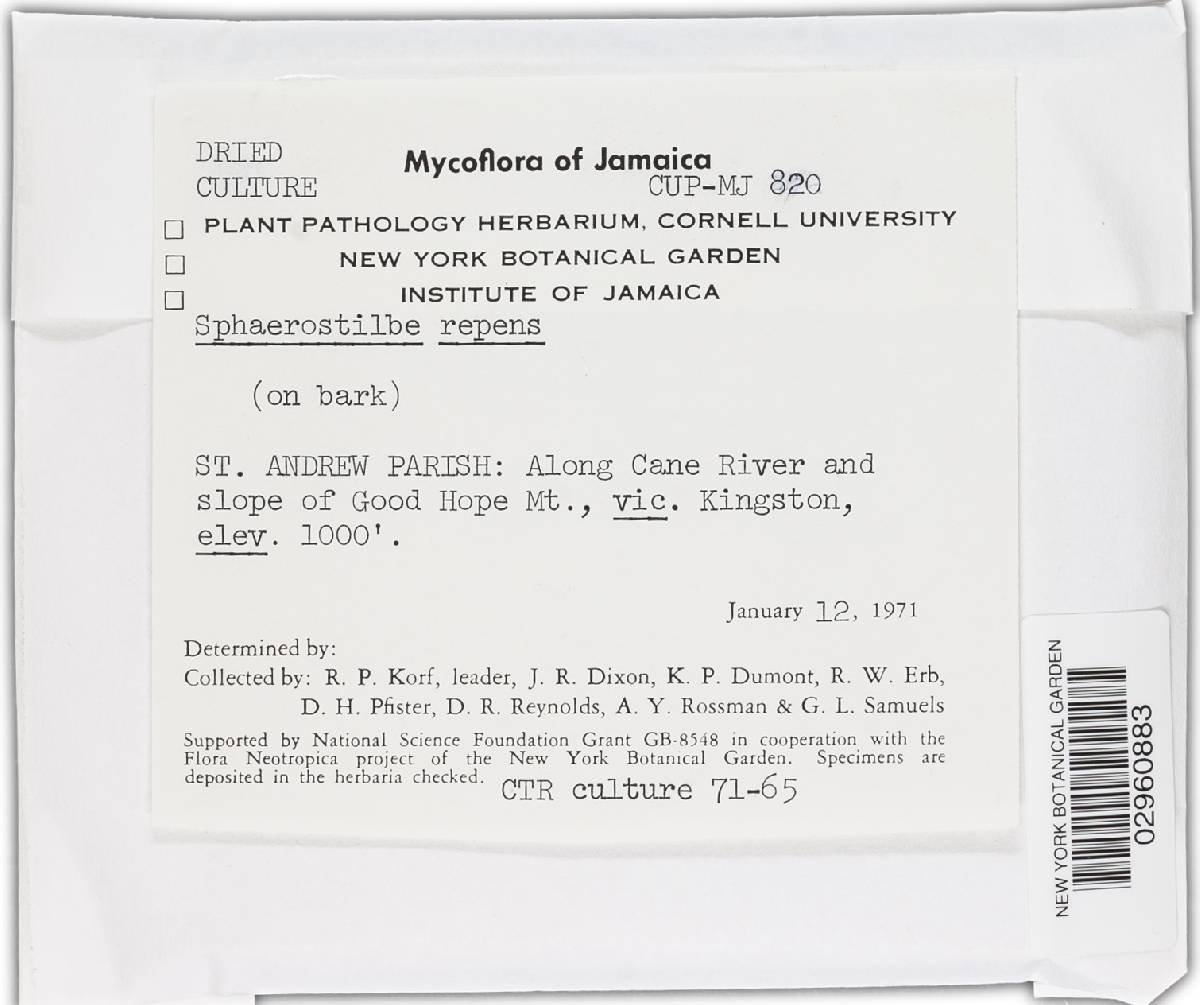 DRIED
CULTURE
Mycoflora of Jamaica
CUP-MJ 820
☐ PLANT PATHOLOGY HERBARIUM, CORNELL UNIVERSITY
☐ NEW YORK BOTANICAL GARDEN
☐ INSTITUTE OF JAMAICA
Sphaerostilbe repens
(on bark)
ST. ANDREW PARISH: Along Cane River and
slope of Good Hope Mt., vic. Kingston,
elev. 1000'.
January 12, 1971
Determined by:
Collected by: R. P. Korf, leader, J. R. Dixon, K. P. Dumont, R. W. Erb,
D. H. Pfister, D. R. Reynolds, A. Y. Rossman & G. L. Samuels
Supported by National Science Foundation Grant GB-8548 in cooperation with the
Flora Neotropica project of the New York Botanical Garden. Specimens are
deposited in the herbaria checked.
CTR culture 71-65
NEW YORK BOTANICAL GARDEN
02960883